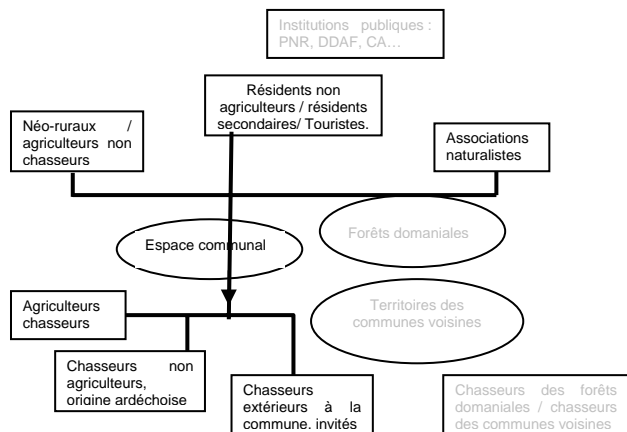 Institutions publiques :
PNR, DDAF, CA…
Résidents non
agriculteurs / résidents
secondaires/ Touristes.
Néo-ruraux /
agriculteurs non
chasseurs
Associations
naturalistes
Espace communal
Forêts domaniales
Agriculteurs
chasseurs
Territoires des
communes voisines
Chasseurs non
agriculteurs,
origine ardéchoise
Chasseurs
extérieurs à la
commune, invités
Chasseurs des forêts
domaniales / chasseurs
des communes voisines